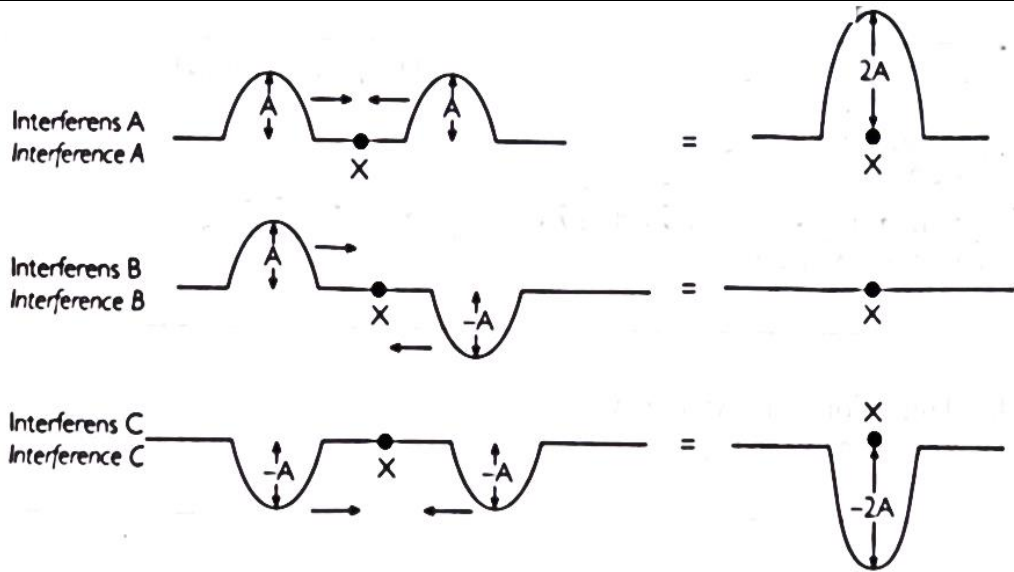 2A
Interferens A
Interference A
A
A
=
X
X
Interferens B
Interference B
A
X
-A
=
X
Interferens C
Interference C
-A
X
-A
=
X
-2A